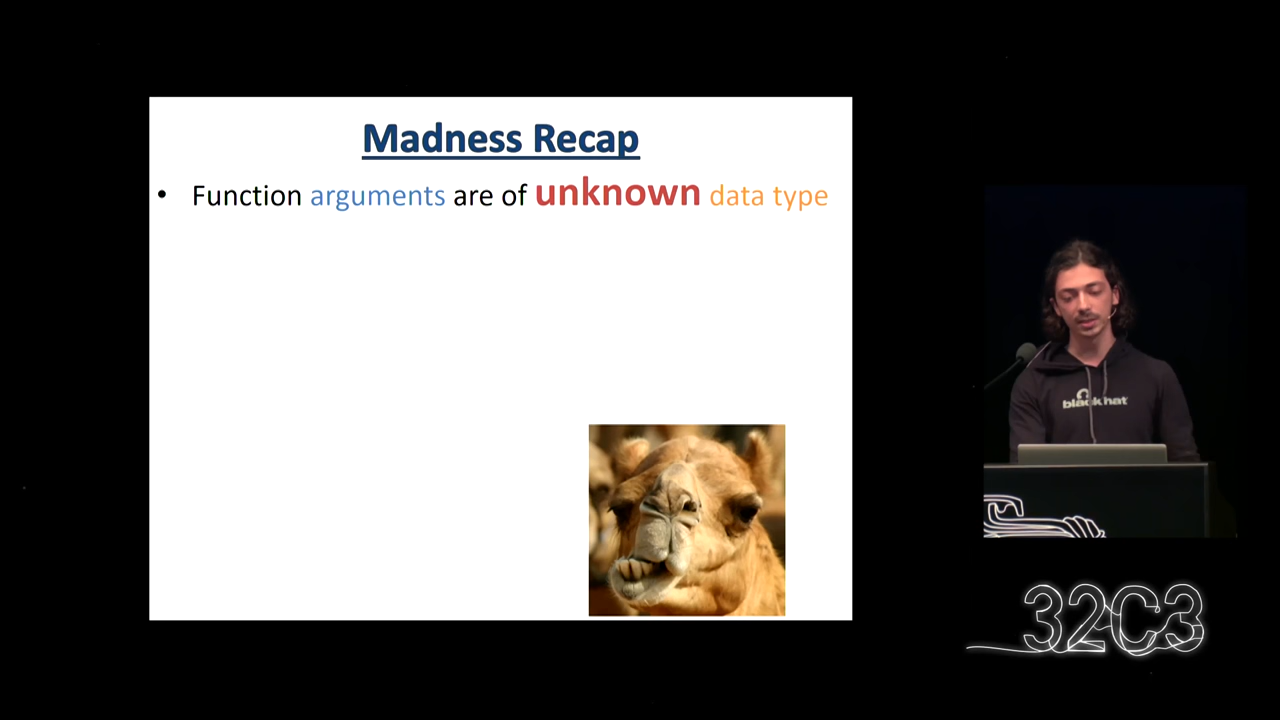 Madness Recap
• Function arguments are of unknown data type
black hat
32C3